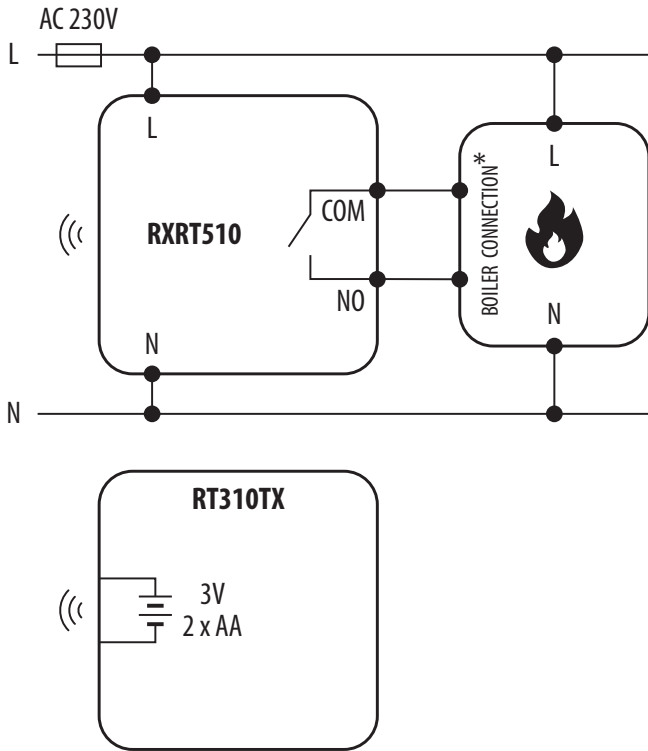 AC 230V
L
L
L
COM
BOILER CONNECTION*
RXRT510
NO
N
N
N
RT310TX
3V
2 x AA